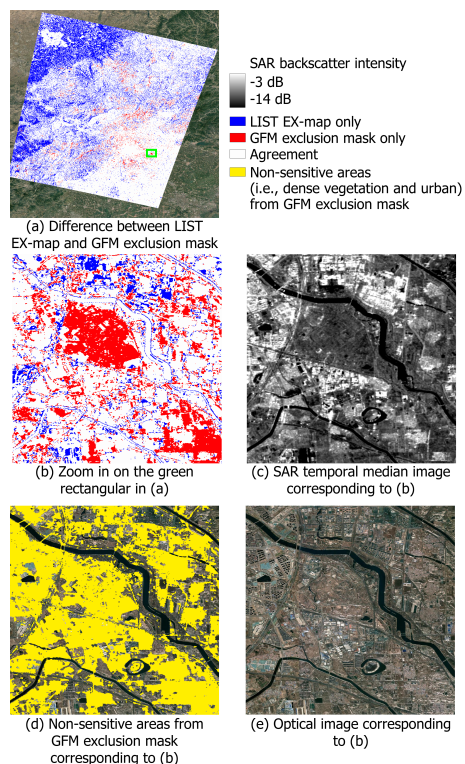 SAR backscatter intensity
-3 dB
-14 dB
LIST EX-map only
GFM exclusion mask only
Agreement
Non-sensitive areas
(i.e., dense vegetation and urban)
from GFM exclusion mask
(a) Difference between LIST
EX-map and GFM exclusion mask
(b) Zoom in on the green
rectangular in (a)
(c) SAR temporal median image
corresponding to (b)
(d) Non-sensitive areas from
GFM exclusion mask
corresponding to (b)
(e) Optical image corresponding
to (b)